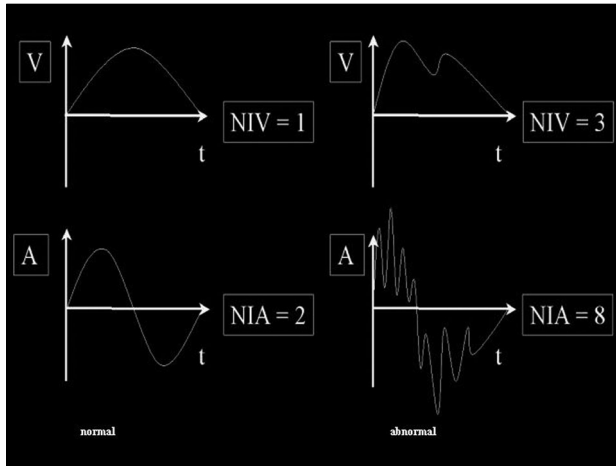 V
t
NIV = 1
V
t
NIV = 3
A
t
NIA = 2
A
t
NIA = 8
normal
abnormal